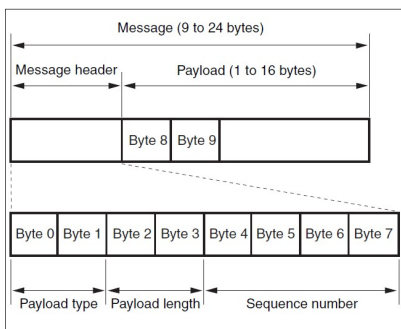 Message (9 to 24 bytes)
Message header
Payload (1 to 16 bytes)
Byte 8
Byte 9
Byte 0
Byte 1
Byte 2
Byte 3
Byte 4
Byte 5
Byte 6
Byte 7
Payload type
Payload length
Sequence number